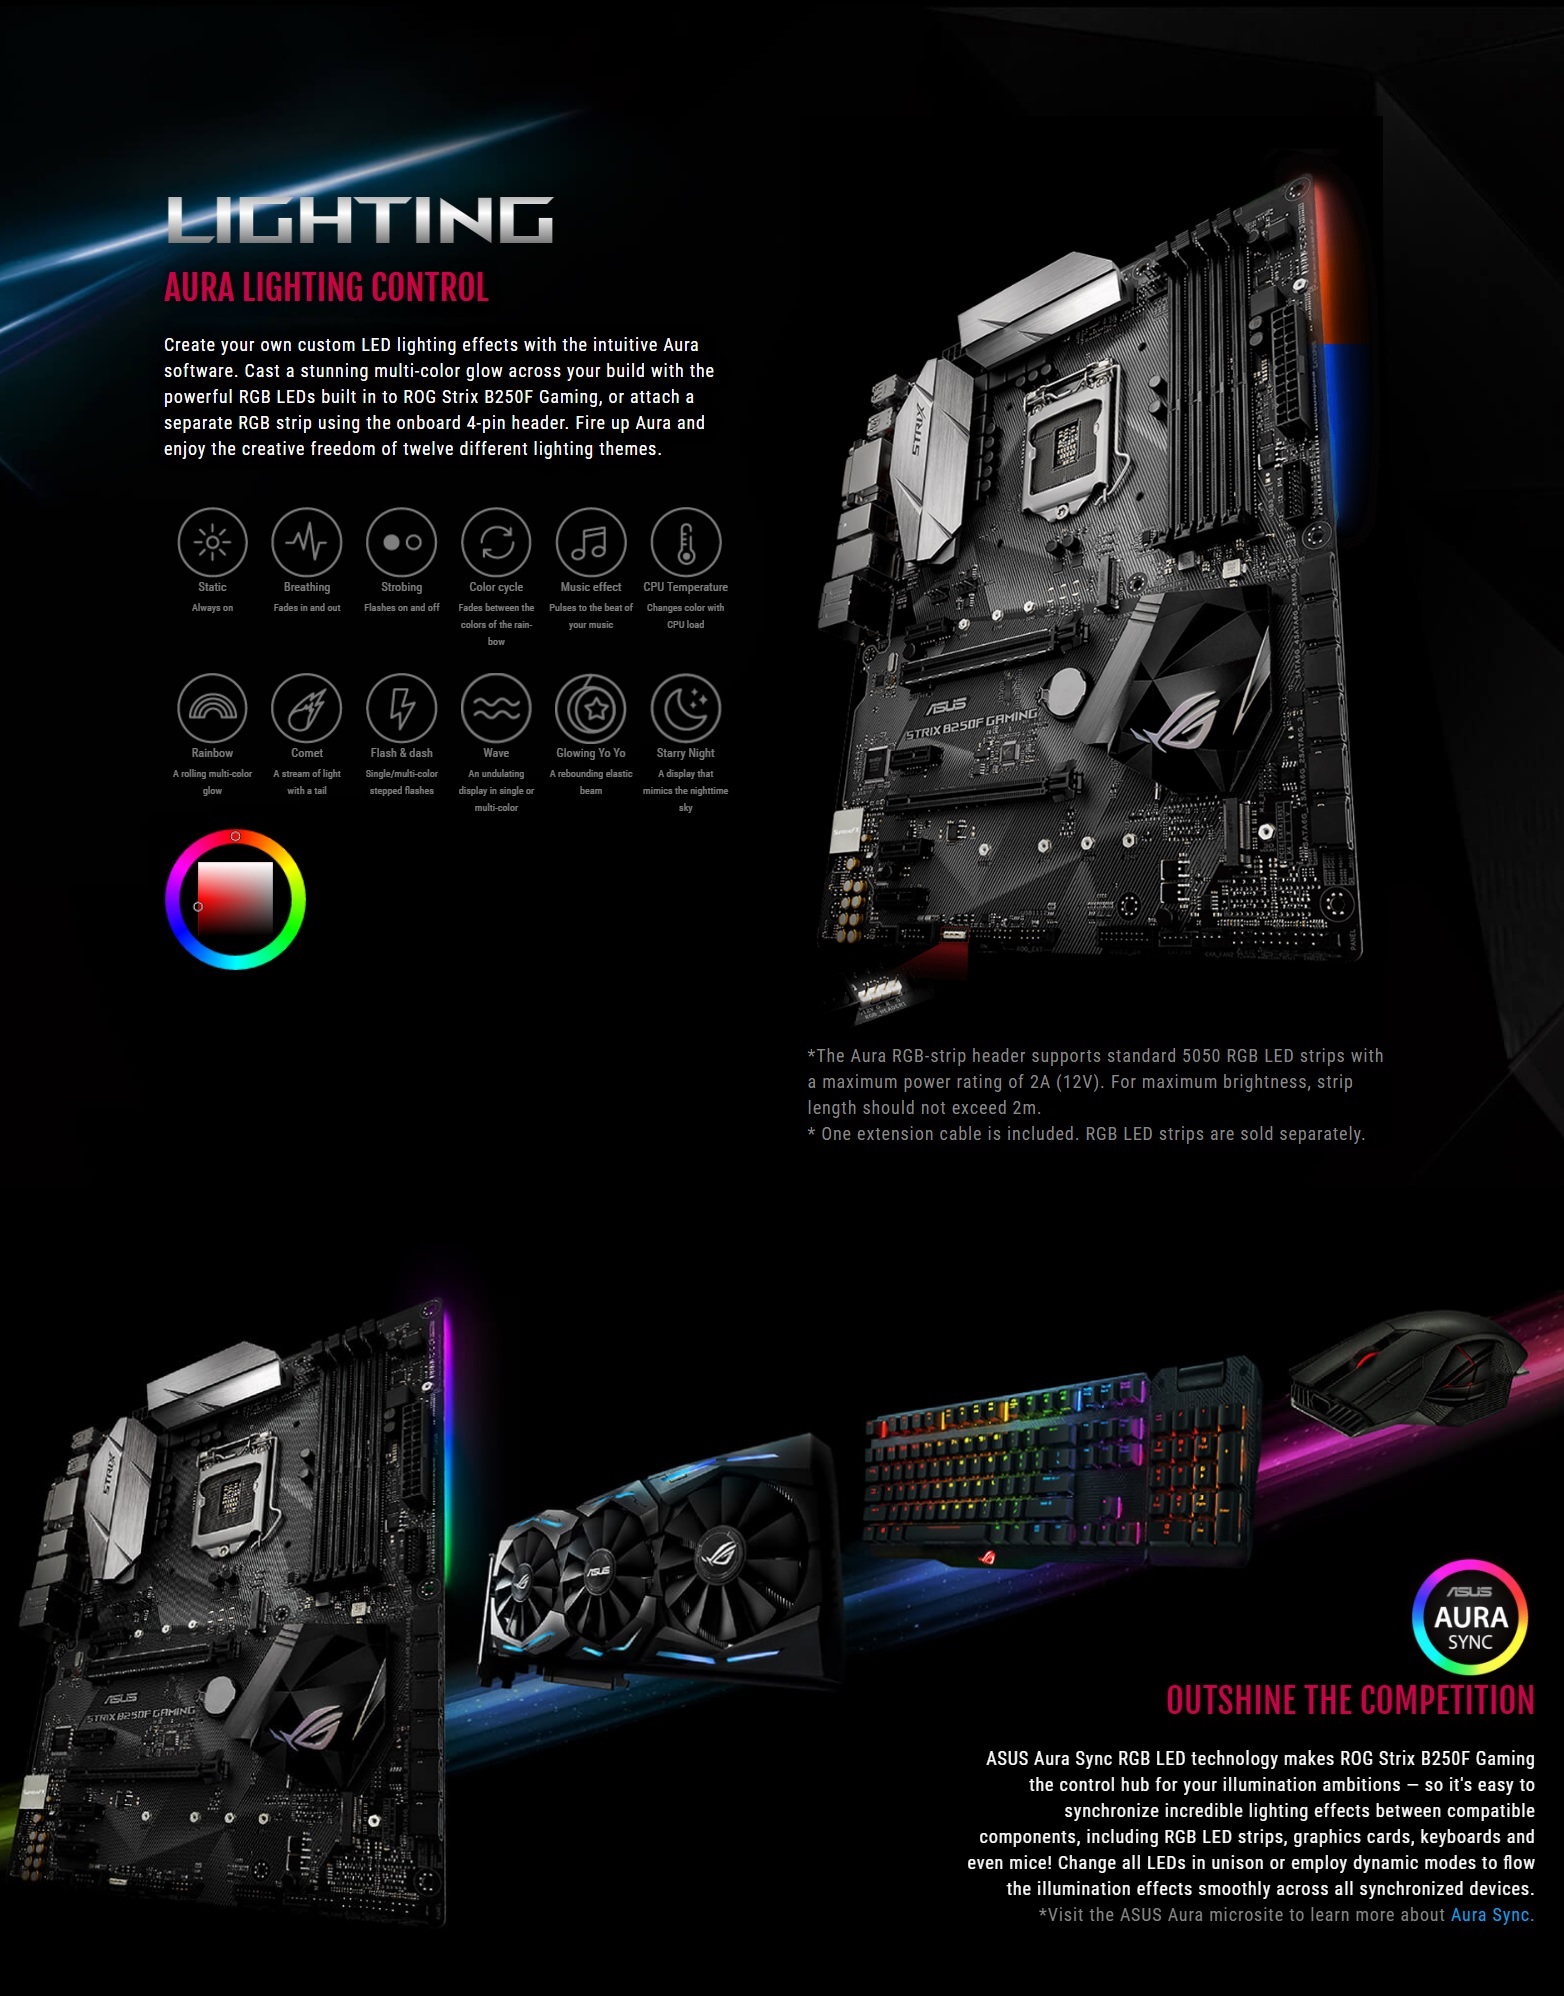 LIGHTING
AURA LIGHTING CONTROL
Create your own custom LED lighting effects with the intuitive Aura
software. Cast a stunning multi-color glow across your build with the
powerful RGB LEDs built in to ROG Strix B250F Gaming, or attach a
separate RGB strip using the onboard 4-pin header. Fire up Aura and
enjoy the creative freedom of twelve different lighting themes.
Static
Always on
Breathing
Fades in and out
Strobing
Flashes on and off
Color cycle
Fades between the
colors of the rain-
bow
Music effect
Pulses to the beat of
your music
CPU Temperature
Changes color with
CPU load
Rainbow
A rolling multi-color
glow
Comet
A stream of light
with a tail
Flash & dash
Single/multi-color
stepped flashes
Wave
An undulating
display in single or
multi-color
Glowing Yo Yo
A rebounding elastic
beam
Starry Night
A display that
mimics the nighttime
sky
STRIX
ASUS
STRIX B250F GAMING
PANEL
*The Aura RGB-strip header supports standard 5050 RGB LED strips with
a maximum power rating of 2A (12V). For maximum brightness, strip
length should not exceed 2m.
* One extension cable is included. RGB LED strips are sold separately.
STRIX
ASUS
STRIX B250F GAMING
ASUS
ASUS
AURA
SYNC
OUTSHINE THE COMPETITION
ASUS Aura Sync RGB LED technology makes ROG Strix B250F Gaming
the control hub for your illumination ambitions — so it's easy to
synchronize incredible lighting effects between compatible
components, including RGB LED strips, graphics cards, keyboards and
even mice! Change all LEDs in unison or employ dynamic modes to flow
the illumination effects smoothly across all synchronized devices.
*Visit the ASUS Aura microsite to learn more about Aura Sync.